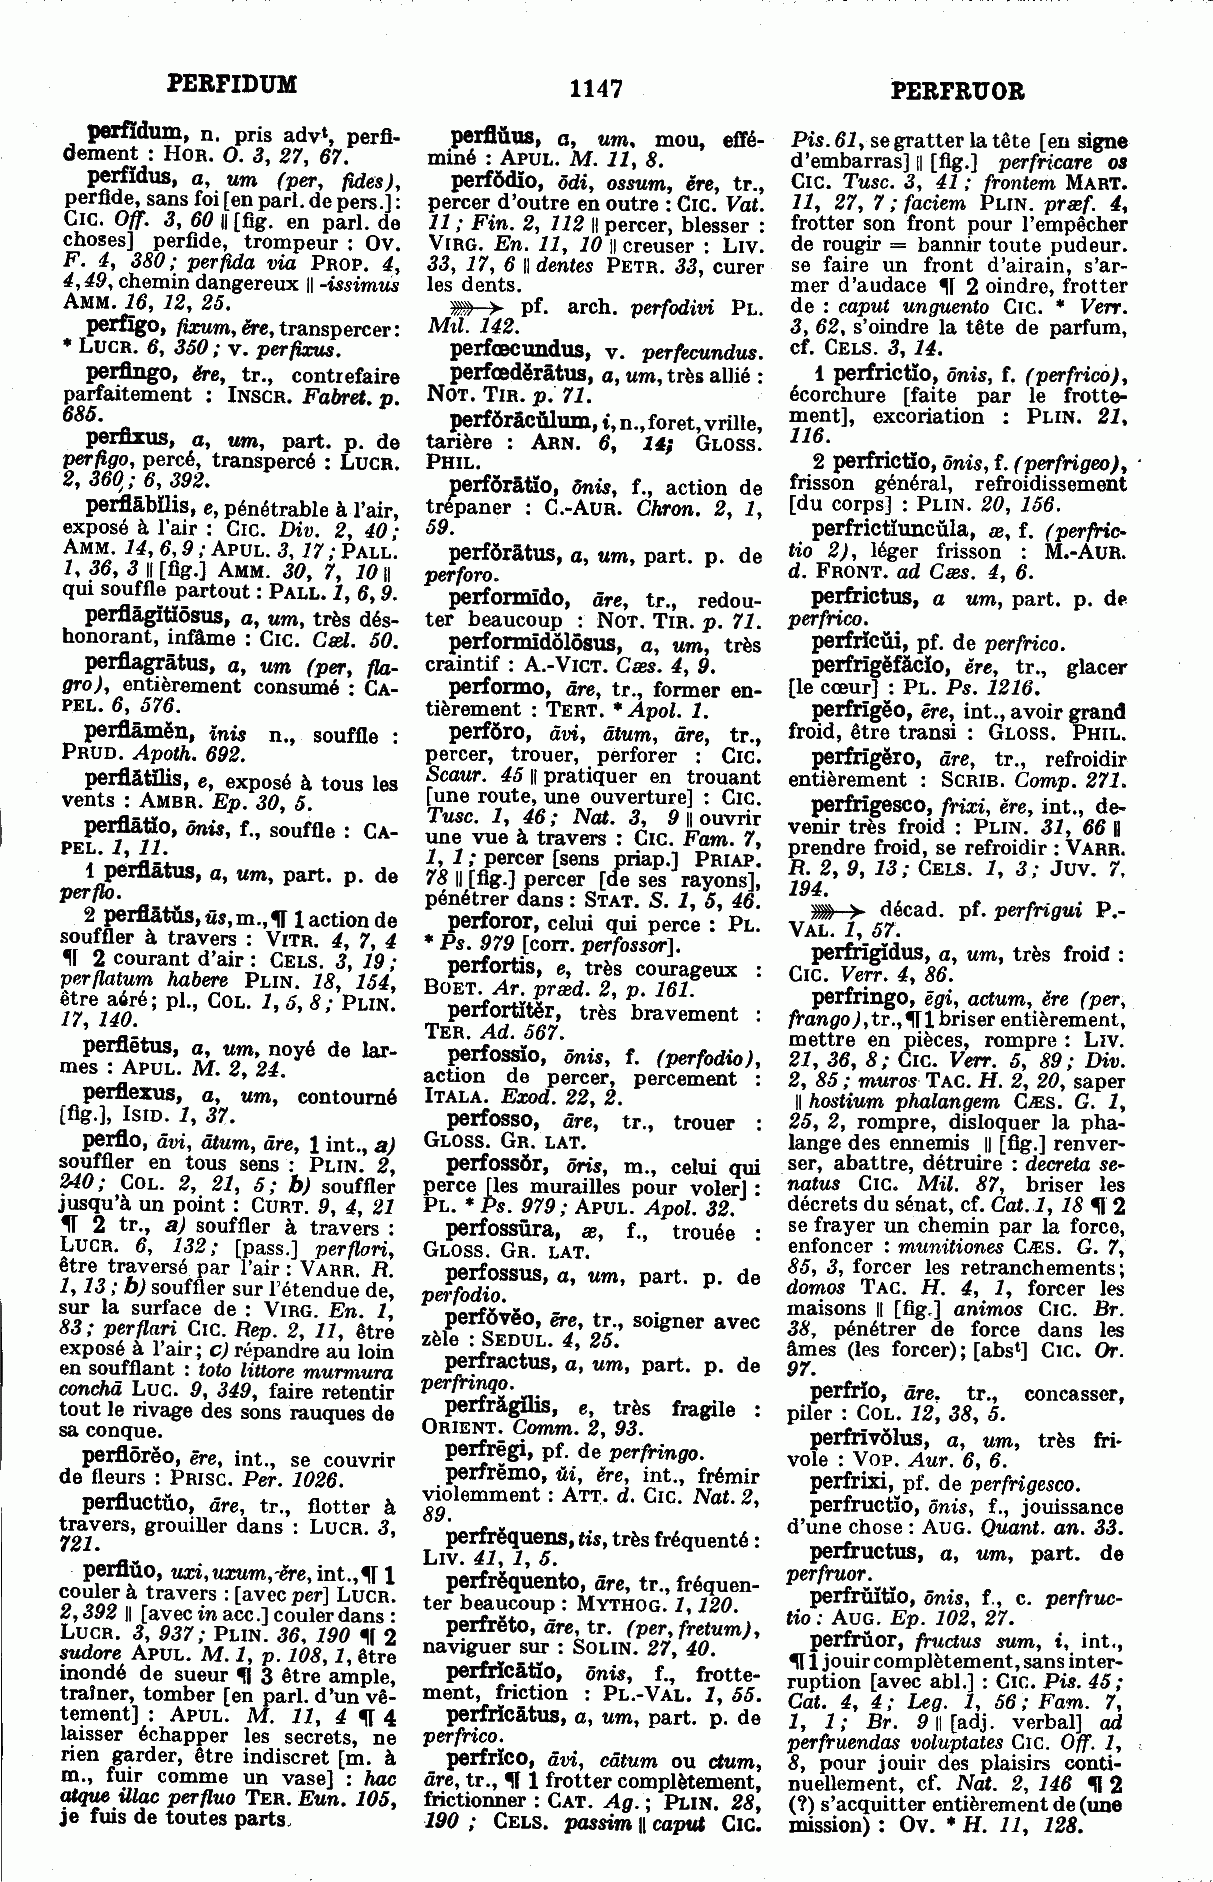 PERFIDUM
1147
PERFRUOR
perfĭdum, n. pris advᵗ, perfi-
dement : HOR. O. 3, 27, 67.
perfĭdus, a, um (per, fides),
perfide, sans foi [en parl. de pers.] :
CIC. Off. 3, 60 || [fig. en parl. de
choses] perfide, trompeur : OV.
F. 4, 380 ; perfida via PROP. 4,
4, 49, chemin dangereux || -issimus
AMM. 16, 12, 25.
perfīgo, fixum, ĕre, transpercer :
* LUCR. 6, 350 ; v. perfixus.
perfingo, ĕre, tr., contrefaire
parfaitement : INSCR. Fabret. p.
685.
perfixus, a, um, part. p. de
perfigo, percé, transpercé : LUCR.
2, 360 ; 6, 392.
perflābĭlis, e, pénétrable à l'air,
exposé à l'air : CIC. Div. 2, 40 ;
AMM. 14, 6, 9 ; APUL. 3, 17 ; PALL.
1, 36, 3 || [fig.] AMM. 30, 7, 10 ||
qui souffle partout : PALL. 1, 6, 9.
perflāgĭtĭōsus, a, um, très dés-
honorant, infâme : CIC. Cæl. 50.
perflagrātus, a, um (per, fla-
gro), entièrement consumé : CA-
PEL. 6, 576.
perflāmĕn, ĭnis n., souffle :
PRUD. Apoth. 692.
perflātĭlis, e, exposé à tous les
vents : AMBR. Ep. 30, 5.
perflātĭo, ōnis, f., souffle : CA-
PEL. 1, 11.
1 perflātus, a, um, part. p. de
perflo.
2 perflātŭs, ūs, m., ¶ 1 action de
souffler à travers : VITR. 4, 7, 4
¶ 2 courant d'air : CELS. 3, 19 ;
perflatum habere PLIN. 18, 154,
être aéré ; pl., COL. 1, 5, 8 ; PLIN.
17, 140.
perflētus, a, um, noyé de lar-
mes : APUL. M. 2, 24.
perflexus, a, um, contourné
[fig.], ISID. 1, 37.
perflo, āvi, ātum, āre, 1 int., a)
souffler en tous sens : PLIN. 2,
240 ; COL. 2, 21, 5 ; b) souffler
jusqu'à un point : CURT. 9, 4, 21
¶ 2 tr., a) souffler à travers :
LUCR. 6, 132 ; [pass.] perflari,
être traversé par l'air : VARR. R.
1, 13 ; b) souffler sur l'étendue de,
sur la surface de : VIRG. En. 1,
83 ; perflari CIC. Rep. 2, 11, être
exposé à l'air ; c) répandre au loin
en soufflant : toto littore murmura
conchā LUC. 9, 349, faire retentir
tout le rivage des sons rauques de
sa conque.
perflōrĕo, ēre, int., se couvrir
de fleurs : PRISC. Per. 1026.
perfluctŭo, āre, tr., flotter à
travers, grouiller dans : LUCR. 3,
721.
perflŭo, uxi, uxum, ĕre, int., ¶ 1
couler à travers : [avec per] LUCR.
2, 392 || [avec in acc.] couler dans :
LUCR. 3, 937 ; PLIN. 36, 190 ¶ 2
sudore APUL. M. 1, p. 108, 1, être
inondé de sueur ¶ 3 être ample,
traîner, tomber [en parl. d'un vê-
tement] : APUL. M. 11, 4 ¶ 4
laisser échapper les secrets, ne
rien garder, être indiscret [m. à
m., fuir comme un vase] : hac
atque illac perfluo TER. Eun. 105,
je fuis de toutes parts.
perflŭus, a, um, mou, effé-
miné : APUL. M. 11, 8.
perfŏdĭo, ōdi, ossum, ĕre, tr.,
percer d'outre en outre : CIC. Vat.
11 ; Fin. 2, 112 || percer, blesser :
VIRG. En. 11, 10 || creuser : LIV.
33, 17, 6 || dentes PETR. 33, curer
les dents.
⟫→ pf. arch. perfodivi PL.
Mil. 142.
perfœcundus, v. perfecundus.
perfœdĕrātus, a, um, très allié :
NOT. TIR. p. 71.
perfŏrācŭlum, i, n., foret, vrille,
tarière : ARN. 6, 14 ; GLOSS.
PHIL.
perfŏrātĭo, ōnis, f., action de
trépaner : C.-AUR. Chron. 2, 1,
59.
perfŏrātus, a, um, part. p. de
perforo.
performīdo, āre, tr., redou-
ter beaucoup : NOT. TIR. p. 71.
performīdŏlōsus, a, um, très
craintif : A.-VICT. Cæs. 4, 9.
performo, āre, tr., former en-
tièrement : TERT. * Apol. 1.
perfŏro, āvi, ātum, āre, tr.,
percer, trouer, perforer : CIC.
Scaur. 45 || pratiquer en trouant
[une route, une ouverture] : CIC.
Tusc. 1, 46 ; Nat. 3, 9 || ouvrir
une vue à travers : CIC. Fam. 7,
1, 1 ; percer [sens priap.] PRIAP.
78 || [fig.] percer [de ses rayons],
pénétrer dans : STAT. S. 1, 5, 46.
perforor, celui qui perce : PL.
* Ps. 979 [corr. perfossor].
perfortis, e, très courageux :
BOET. Ar. præd. 2, p. 161.
perfortĭtĕr, très bravement :
TER. Ad. 567.
perfossĭo, ōnis, f. (perfodio),
action de percer, percement :
ITALA. Exod. 22, 2.
perfosso, āre, tr., trouer :
GLOSS. GR. LAT.
perfossŏr, ōris, m., celui qui
perce [les murailles pour voler] :
PL. * Ps. 979 ; APUL. Apol. 32.
perfossūra, æ, f., trouée :
GLOSS. GR. LAT.
perfossus, a, um, part. p. de
perfodio.
perfŏvĕo, ēre, tr., soigner avec
zèle : SEDUL. 4, 25.
perfractus, a, um, part. p. de
perfringo.
perfrăgĭlis, e, très fragile :
ORIENT. Comm. 2, 93.
perfrēgi, pf. de perfringo.
perfrĕmo, ŭi, ĕre, int., frémir
violemment : ATT. d. CIC. Nat. 2,
89.
perfrĕquens, tis, très fréquenté :
LIV. 41, 1, 5.
perfrĕquento, āre, tr., fréquen-
ter beaucoup : MYTHOG. 1, 120.
perfrĕto, āre, tr. (per, fretum),
naviguer sur : SOLIN. 27, 40.
perfrĭcātĭo, ōnis, f., frotte-
ment, friction : PL.-VAL. 1, 55.
perfrĭcātus, a, um, part. p. de
perfrico.
perfrĭco, āvi, cātum ou ctum,
āre, tr., ¶ 1 frotter complètement,
frictionner : CAT. Ag. ; PLIN. 28,
190 ; CELS. passim || caput CIC.
Pis. 61, se gratter la tête [en signe
d'embarras] || [fig.] perfricare os
CIC. Tusc. 3, 41 ; frontem MART.
11, 27, 7 ; faciem PLIN. præf. 4,
frotter son front pour l'empêcher
de rougir = bannir toute pudeur.
se faire un front d'airain, s'ar-
mer d'audace ¶ 2 oindre, frotter
de : caput unguento CIC. * Verr.
3, 62, s'oindre la tête de parfum,
cf. CELS. 3, 14.
1 perfrictĭo, ōnis, f. (perfrico),
écorchure [faite par le frotte-
ment], excoriation : PLIN. 21,
116.
2 perfrictĭo, ōnis, f. (perfrigeo),
frisson général, refroidissement
[du corps] : PLIN. 20, 156.
perfrictĭuncŭla, æ, f. (perfric-
tio 2), léger frisson : M.-AUR.
d. FRONT. ad Cæs. 4, 6.
perfrictus, a um, part. p. de
perfrico.
perfrĭcŭi, pf. de perfrico.
perfrīgĕfăcĭo, ĕre, tr., glacer
[le cœur] : PL. Ps. 1216.
perfrīgĕo, ēre, int., avoir grand
froid, être transi : GLOSS. PHIL.
perfrīgĕro, āre, tr., refroidir
entièrement : SCRIB. Comp. 271.
perfrīgesco, frixi, ĕre, int., de-
venir très froid : PLIN. 31, 66 ||
prendre froid, se refroidir : VARR.
R. 2, 9, 13 ; CELS. 1, 3 ; JUV. 7,
194.
⟫→ décad. pf. perfrigui P.-
VAL. 1, 57.
perfrīgĭdus, a, um, très froid :
CIC. Verr. 4, 86.
perfringo, ēgi, actum, ĕre (per,
frango), tr., ¶ 1 briser entièrement,
mettre en pièces, rompre : LIV.
21, 36, 8 ; CIC. Verr. 5, 89 ; Div.
2, 85 ; muros TAC. H. 2, 20, saper
|| hostium phalangem CÆS. G. 1,
25, 2, rompre, disloquer la pha-
lange des ennemis || [fig.] renver-
ser, abattre, détruire : decreta se-
natus CIC. Mil. 87, briser les
décrets du sénat, cf. Cat. 1, 18 ¶ 2
se frayer un chemin par la force,
enfoncer : munitiones CÆS. G. 7,
85, 3, forcer les retranchements ;
domos TAC. H. 4, 1, forcer les
maisons || [fig.] animos CIC. Br.
38, pénétrer de force dans les
âmes (les forcer) ; [absᵗ] CIC. Or.
97.
perfrĭo, āre. tr., concasser,
piler : COL. 12, 38, 5.
perfrīvŏlus, a, um, très fri-
vole : VOP. Aur. 6, 6.
perfrixi, pf. de perfrigesco.
perfructĭo, ōnis, f., jouissance
d'une chose : AUG. Quant. an. 33.
perfructus, a, um, part. de
perfruor.
perfrŭĭtĭo, ōnis, f., c. perfruc-
tio : AUG. Ep. 102, 27.
perfrŭor, fructus sum, i, int.,
¶ 1 jouir complètement, sans inter-
ruption [avec abl.] : CIC. Pis. 45 ;
Cat. 4, 4 ; Leg. 1, 56 ; Fam. 7,
1, 1 ; Br. 9 || [adj. verbal] ad
perfruendas voluptates CIC. Off. 1,
8, pour jouir des plaisirs conti-
nuellement, cf. Nat. 2, 146 ¶ 2
(?) s'acquitter entièrement de (une
mission) : OV. * H. 11, 128.